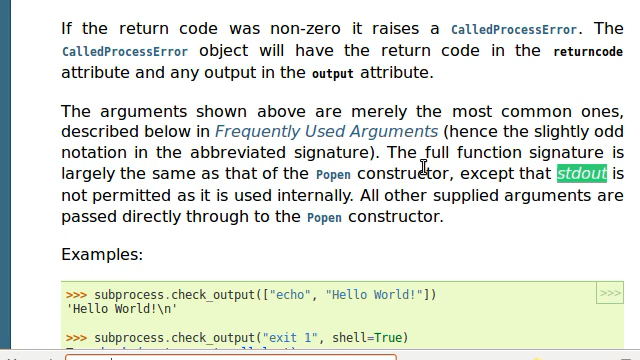 If the return code was non-zero it raises a CalledProcessError. The
CalledProcessError object will have the return code in the returncode
attribute and any output in the output attribute.
The arguments shown above are merely the most common ones,
described below in Frequently Used Arguments (hence the slightly odd
notation in the abbreviated signature). The full function signature is
largely the same as that of the Popen constructor, except that stdout is
not permitted as it is used internally. All other supplied arguments are
passed directly through to the Popen constructor.
Examples:
>>> subprocess.check_output(["echo", "Hello World!"])
>>>
'Hello World!\n'
>>> subprocess.check_output("exit 1", shell=True)